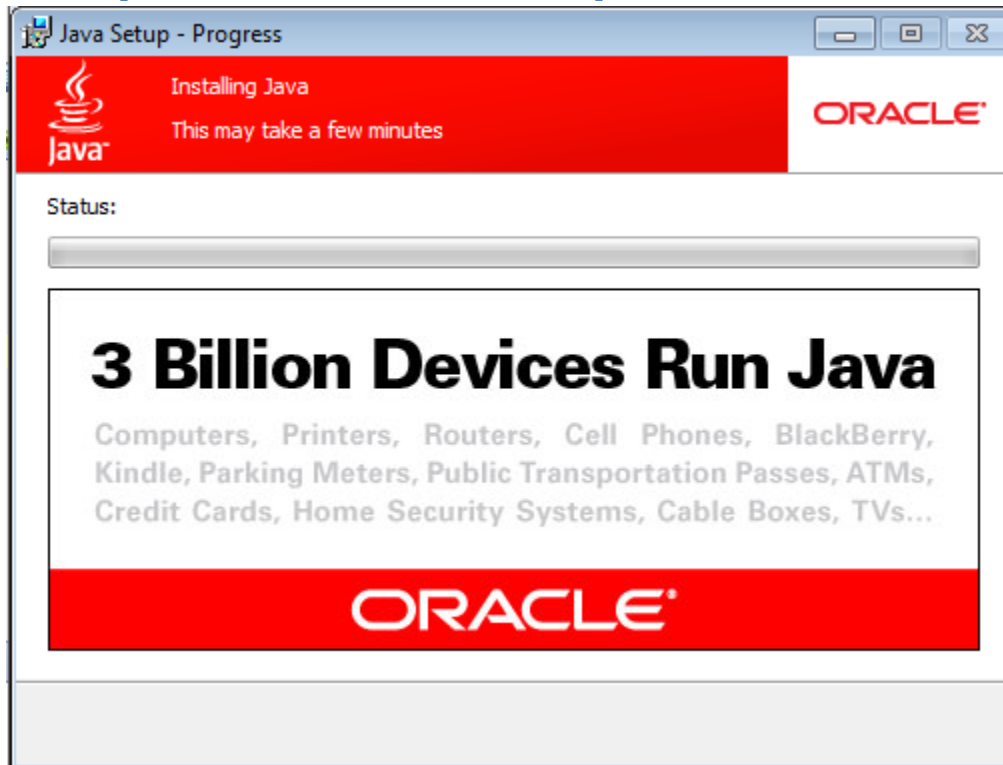 Java Setup - Progress
Installing Java
This may take a few minutes
Java™
ORACLE®
Status:
3 Billion Devices Run Java
Computers, Printers, Routers, Cell Phones, BlackBerry,
Kindle, Parking Meters, Public Transportation Passes, ATMs,
Credit Cards, Home Security Systems, Cable Boxes, TVs...
ORACLE®